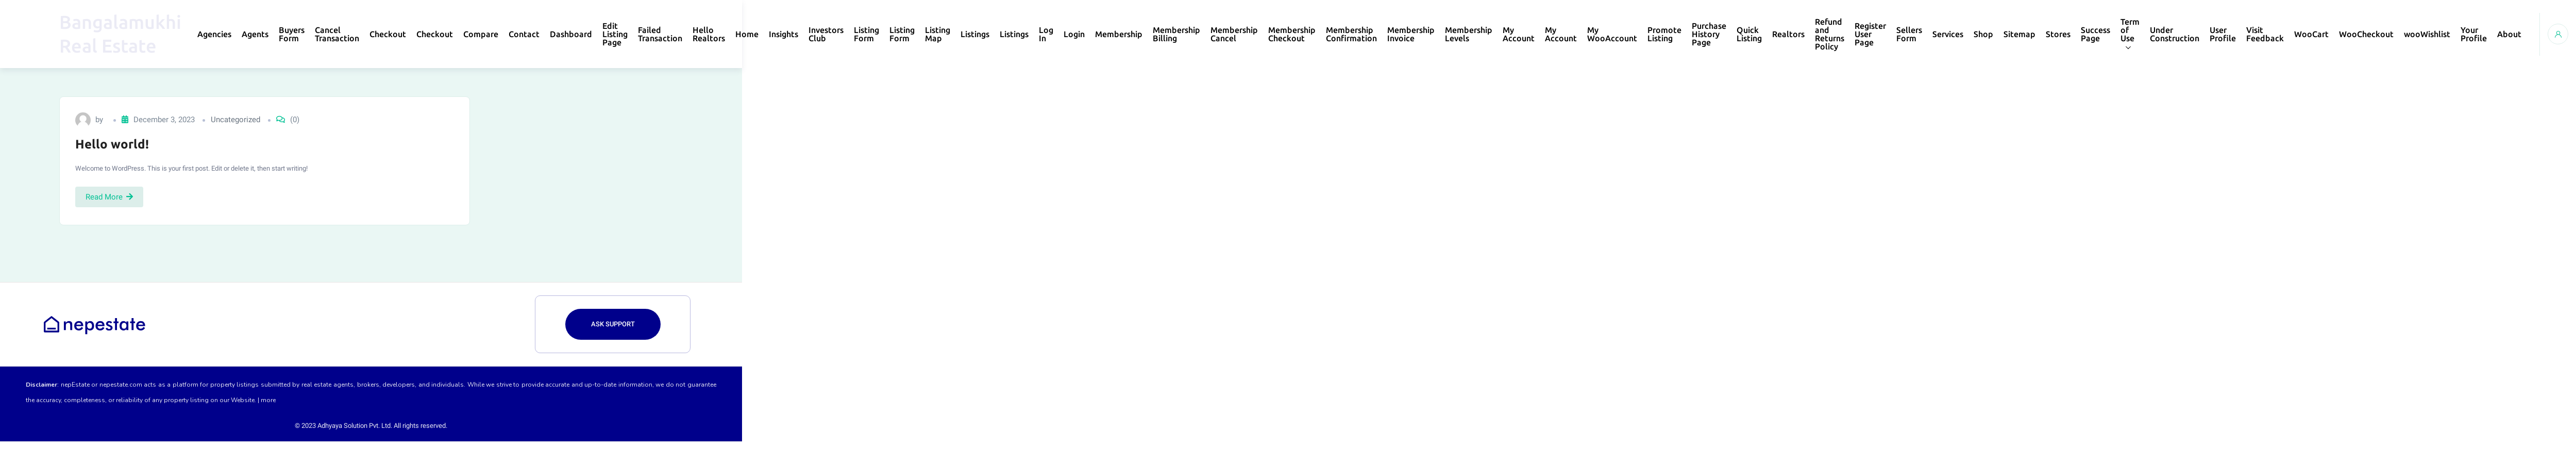 Bangalamukhi
Real Estate
Agencies
Agents
Buyers
Form
Cancel
Transaction
Checkout
Checkout
Compare
Contact
Dashboard
Edit
Listing
Page
Failed
Transaction
Hello
Realtors
Home
Insights
Investors
Club
Listing
Form
Listing
Form
Listing
Map
Listings
Listings
Log
In
Login
Membership
Membership
Billing
Membership
Cancel
Membership
Checkout
Membership
Confirmation
Membership
Invoice
Membership
Levels
My
Account
My
Account
My
WooAccount
Promote
Listing
Purchase
History
Page
Quick
Listing
Realtors
Refund
and
Returns
Policy
Register
User
Page
Sellers
Form
Services
Shop
Sitemap
Stores
Success
Page
Term
of
Use
Under
Construction
User
Profile
Visit
Feedback
WooCart
WooCheckout
wooWishlist
Your
Profile
About
by
December 3, 2023
Uncategorized
(0)
Hello world!
Welcome to WordPress. This is your first post. Edit or delete it, then start writing!
Read More
nepestate
ASK SUPPORT
Disclaimer: nepEstate or nepestate.com acts as a platform for property listings submitted by real estate agents, brokers, developers, and individuals. While we strive to provide accurate and up-to-date information, we do not guarantee
the accuracy, completeness, or reliability of any property listing on our Website. | more
© 2023 Adhyaya Solution Pvt. Ltd. All rights reserved.